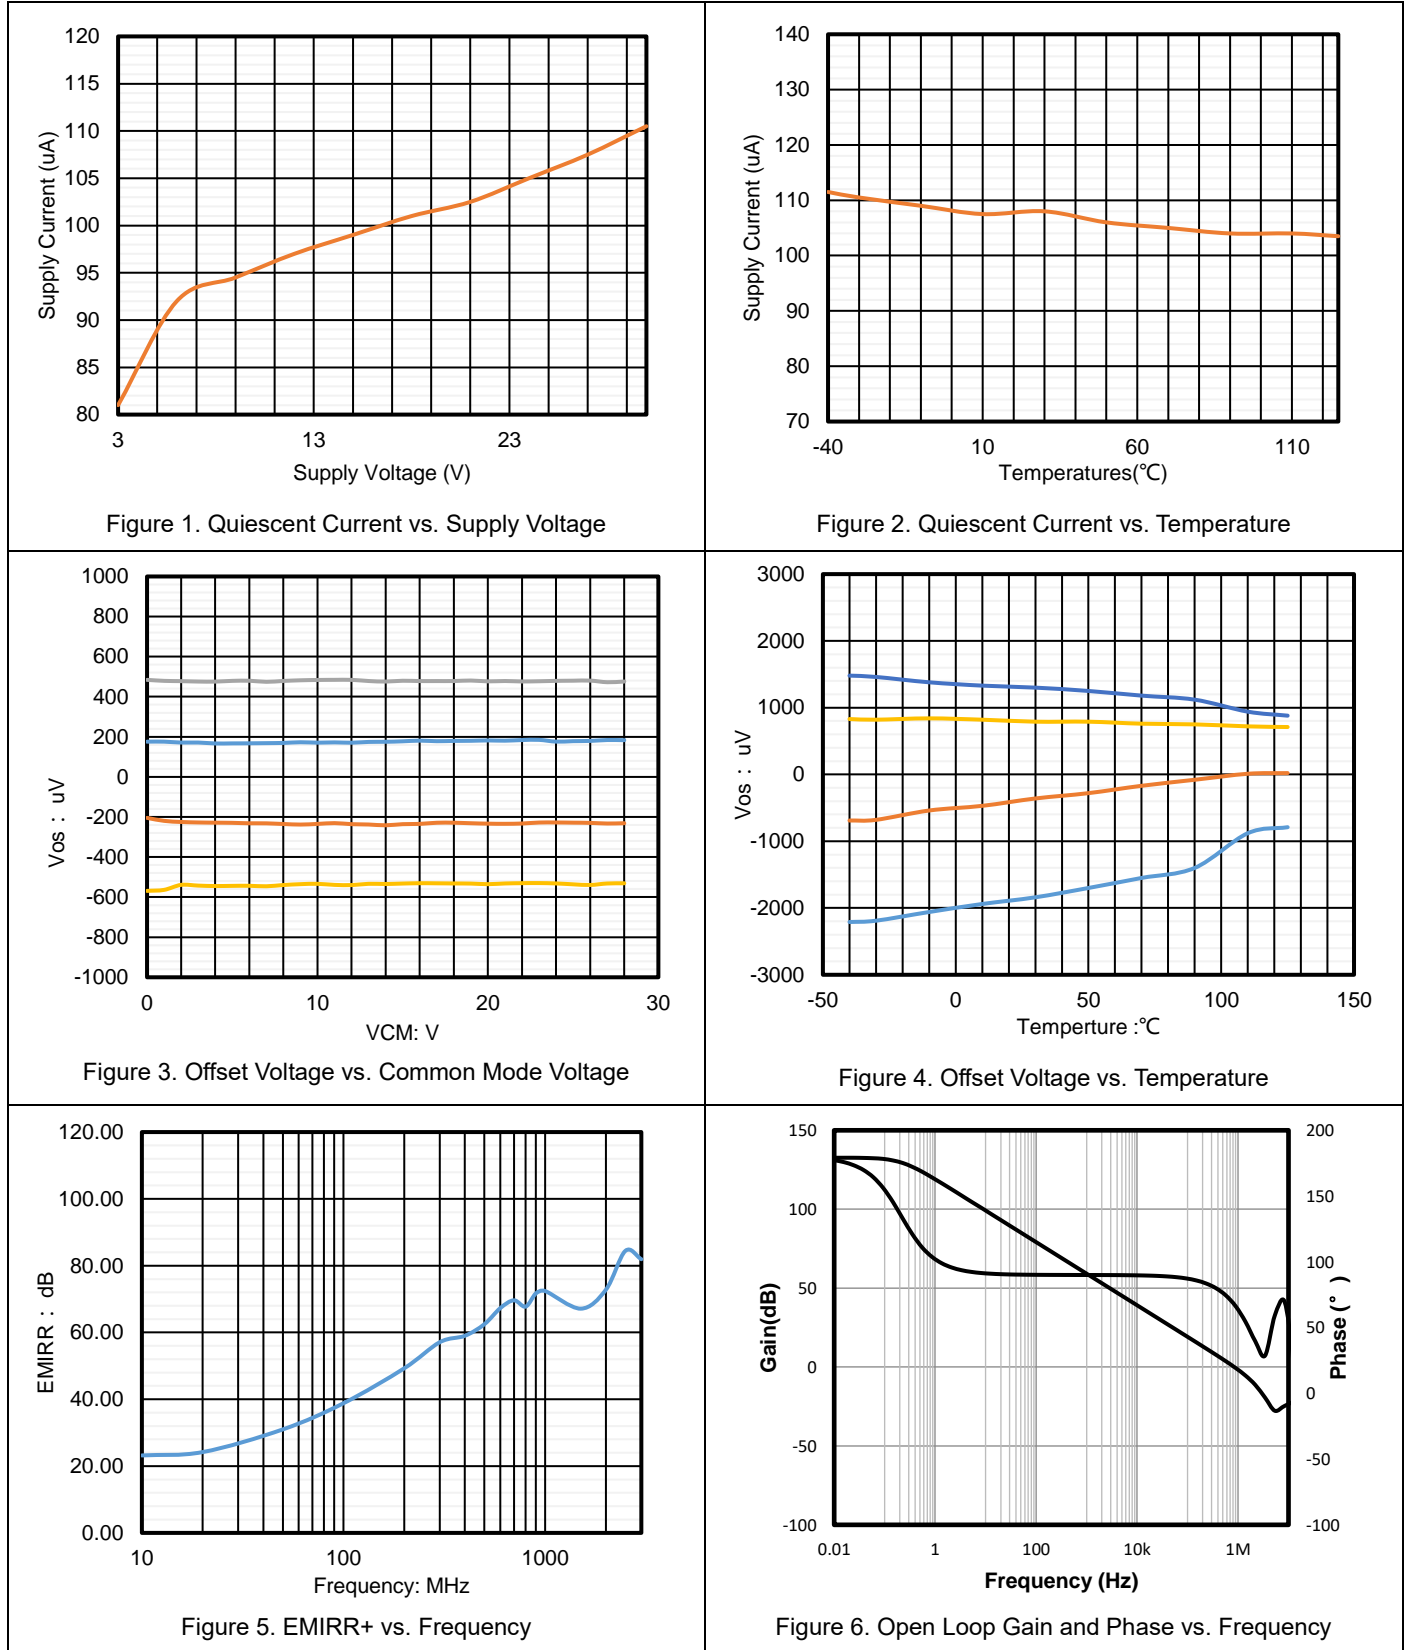 120
115
110
105
100
95
90
85
80
Supply Current (uA)
3 13 23
Supply Voltage (V)
Figure 1. Quiescent Current vs. Supply Voltage
140
130
120
110
100
90
80
70
Supply Current (uA)
-40 10 60 110
Temperatures(℃)
Figure 2. Quiescent Current vs. Temperature
1000
800
600
400
200
0
-200
-400
-600
-800
-1000
Vos : uV
0 10 20 30
VCM: V
Figure 3. Offset Voltage vs. Common Mode Voltage
3000
2000
1000
0
-1000
-2000
-3000
Vos : uV
-50 0 50 100 150
Temperture :℃
Figure 4. Offset Voltage vs. Temperature
120.00
100.00
80.00
60.00
40.00
20.00
0.00
EMIRR : dB
10 100 1000
Frequency: MHz
Figure 5. EMIRR+ vs. Frequency
150
100
50
0
-50
-100
Gain(dB)
200
150
100
50
0
-50
-100
Phase (°)
0.01 1 100 10k 1M
Frequency (Hz)
Figure 6. Open Loop Gain and Phase vs. Frequency